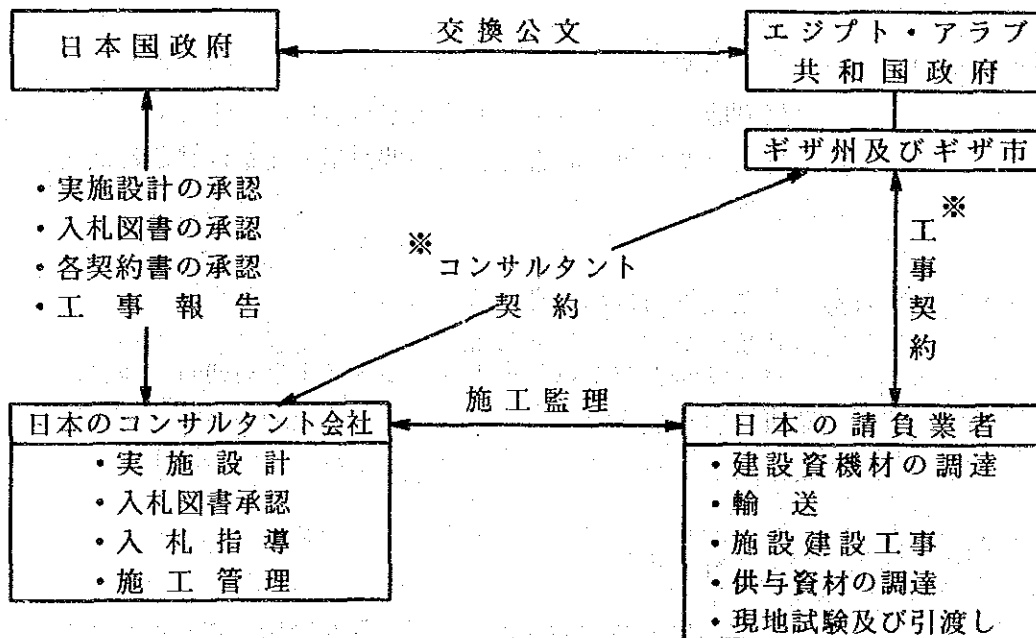 日本国政府
交換公文
エジプト・アラブ
共和国政府
ギザ州及びギザ市
・実施設計の承認
・入札図書の承認
・各契約書の承認
・工事報告
※コンサルタント
契約
※
工事契約
施工監理
日本のコンサルタント会社
・実施設計
・入札図書承認
・入札指導
・施工管理
日本の請負業者
・建設資機材の調達
・輸送
・施設建設工事
・供与資材の調達
・現地試験及び引渡し